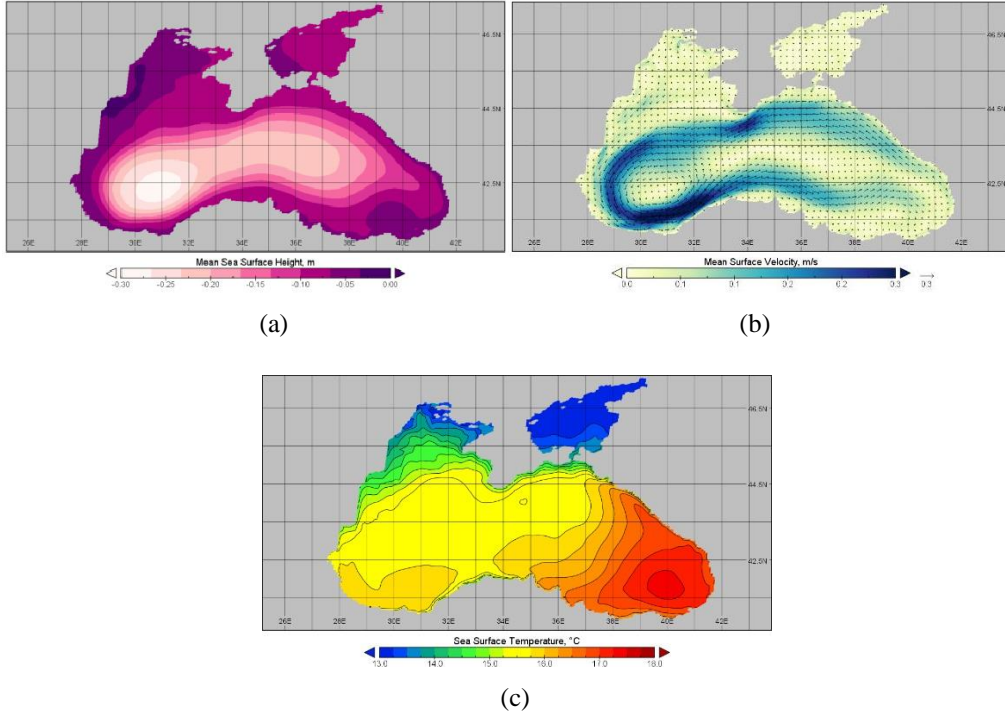 46.5N
44.5N
42.5N
26E 28E 30E 32E 34E 36E 38E 40E 42E
Mean Sea Surface Height, m
-0.30 -0.25 -0.20 -0.15 -0.10 -0.05 0.00
(a)
46.5N
44.5N
42.5N
26E 28E 30E 32E 34E 36E 38E 40E 42E
Mean Surface Velocity, m/s
0.0 0.1 0.1 0.2 0.2 0.3 0.3
(b)
46.5N
44.5N
42.5N
26E 28E 30E 32E 34E 36E 38E 40E 42E
Sea Surface Temperature, °C
13.0 14.0 15.0 16.0 17.0 18.0
(c)